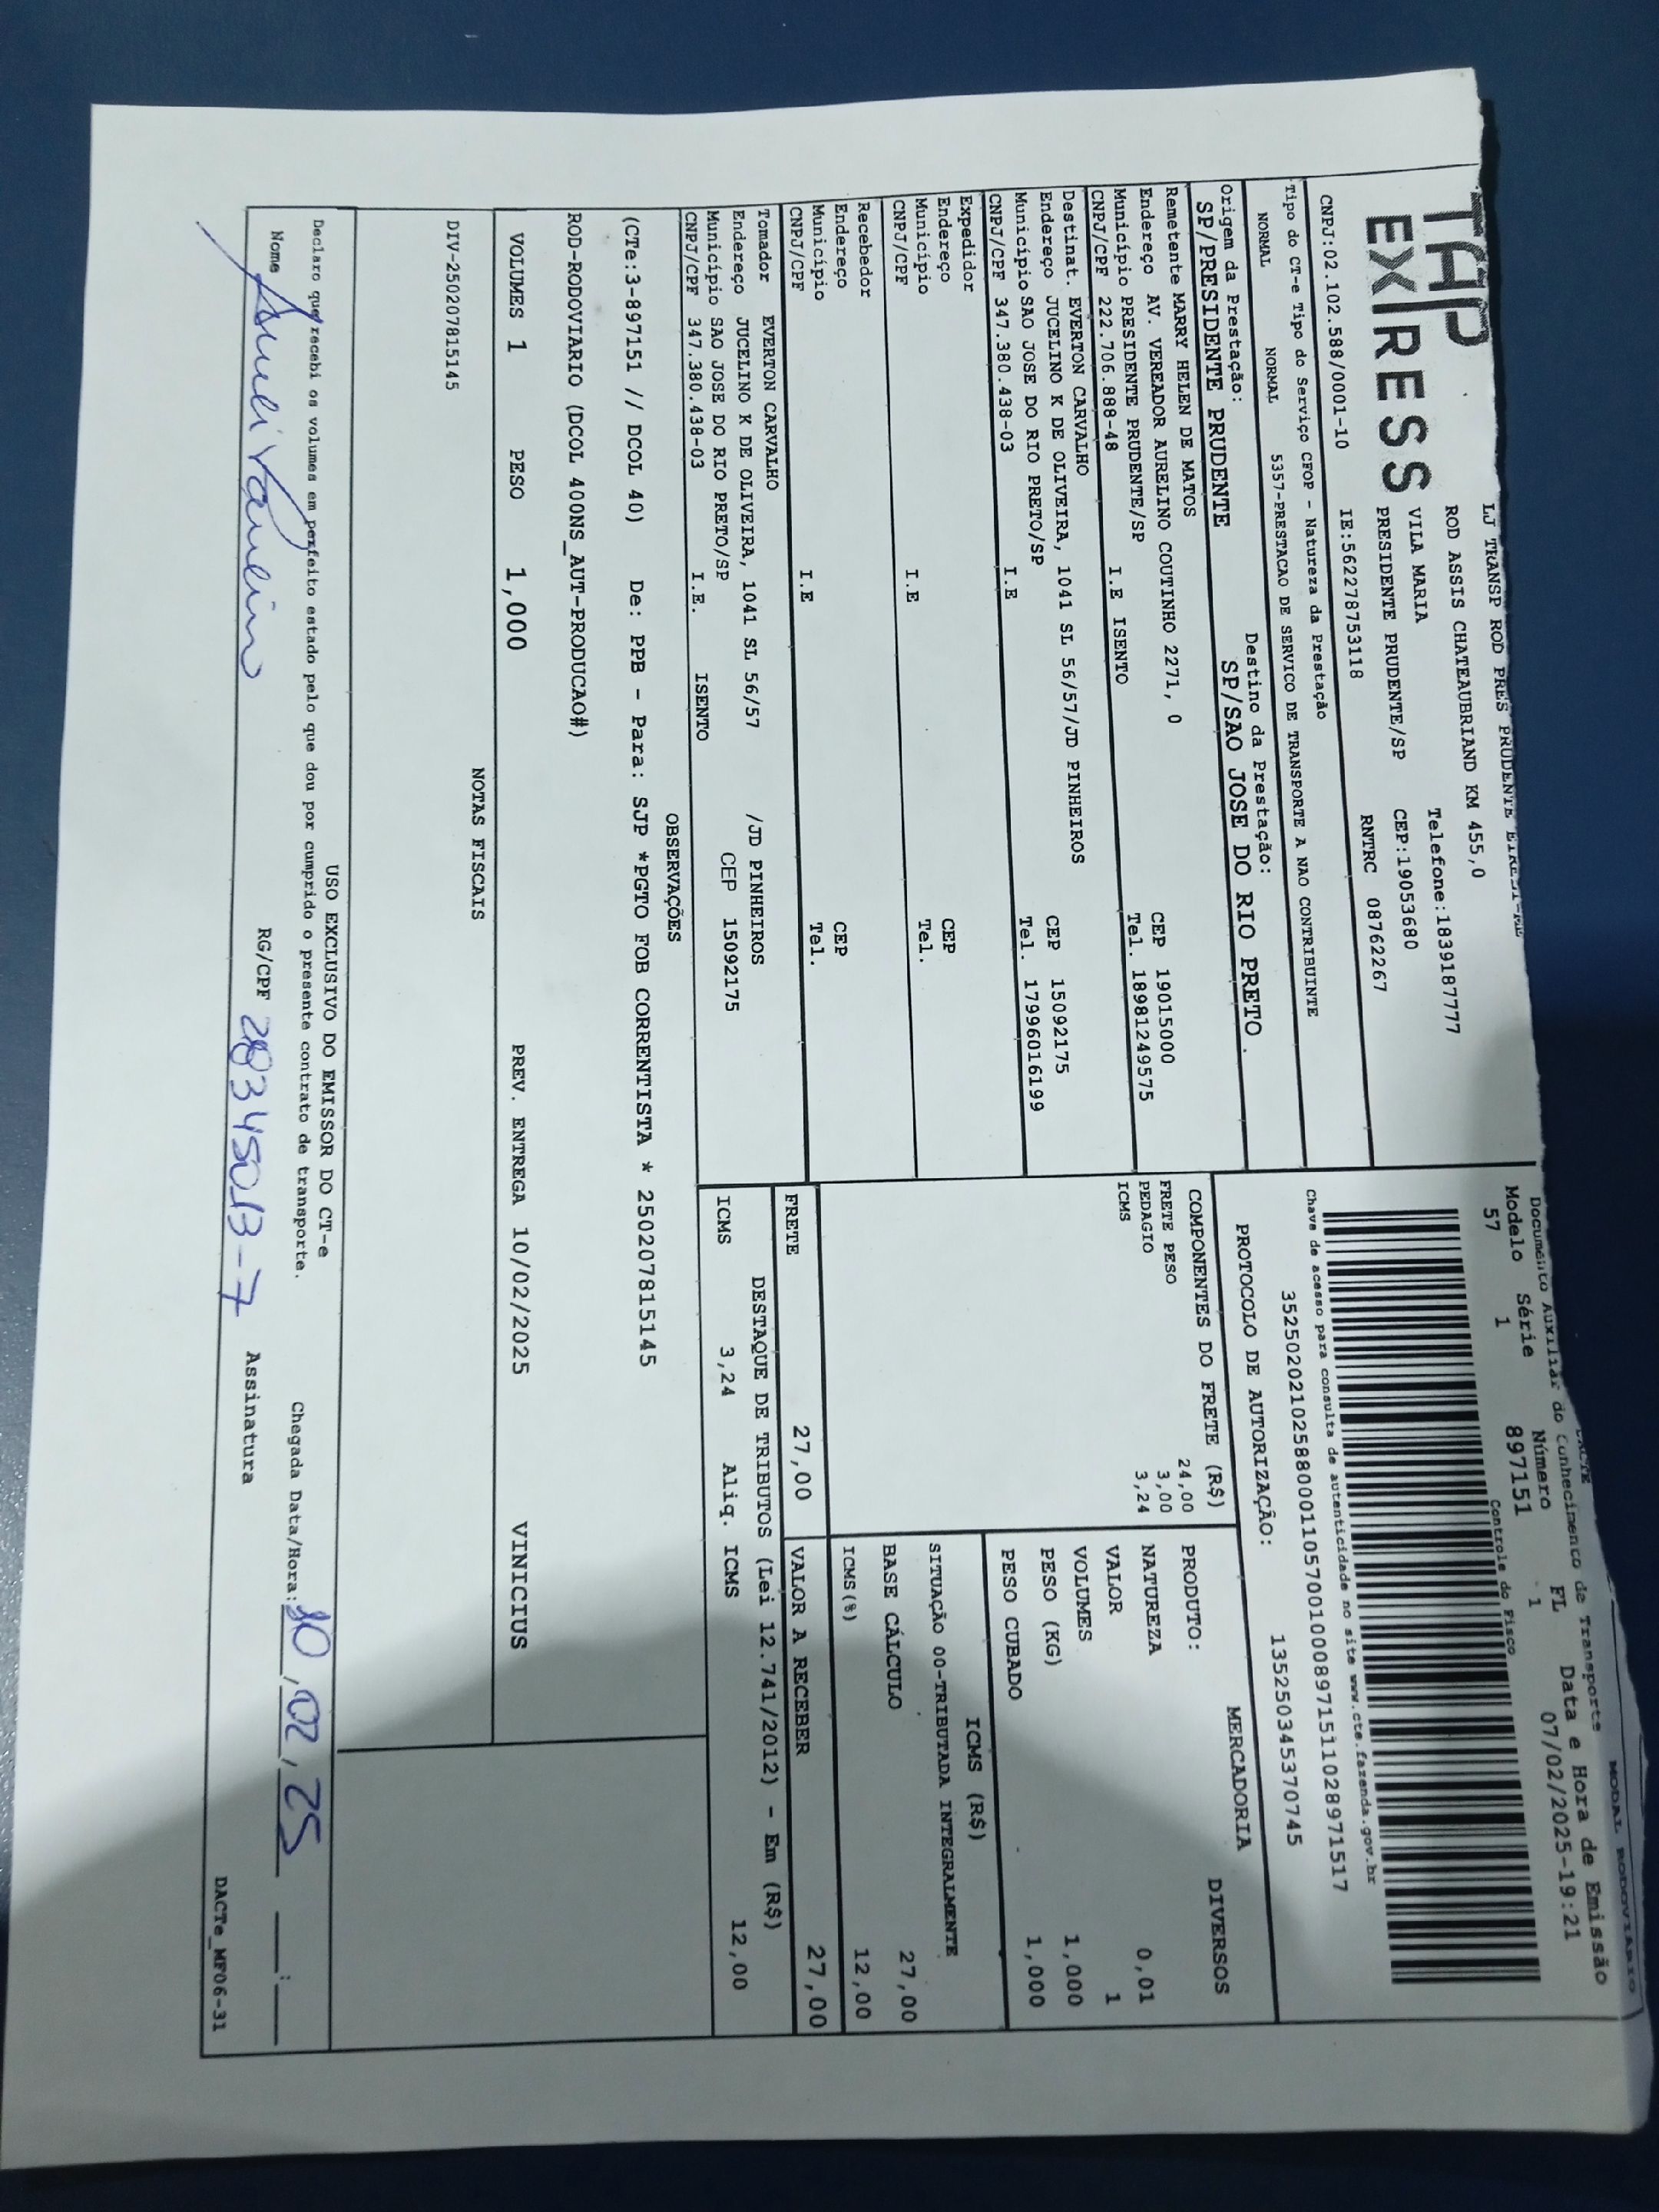 TAP
EXPRESS
LJ TRANSP ROD PRES PRUDENTE
ROD ASSIS CHATEAUBRIAND KM 455,0
VILA MARIA Telefone:1839187777
PRESIDENTE PRUDENTE/SP CEP:19053680
CNPJ:02.102.588/0001-10 IE:562278753118 RNTRC 08762267
MODAL RODOVIARIO
DACTE
Documento Auxiliar do Conhecimento de Transporte
Modelo Série Número FL Data e Hora de Emissão
57 1 897151 1 07/02/2025-19:21
Controle do Fisco
Chave de acesso para consulta de autenticidade no site www.cte.fazenda.gov.br
35250202102588000110570010008971511028971517
PROTOCOLO DE AUTORIZAÇÃO: 135250345370745
Tipo do CT-e Tipo do Serviço CFOP - Natureza da Prestação
NORMAL NORMAL 5357-PRESTACAO DE SERVICO DE TRANSPORTE A NAO CONTRIBUINTE
Origem da Prestação: Destino da Prestação:
SP/PRESIDENTE PRUDENTE SP/SAO JOSE DO RIO PRETO
Remetente MARRY HELEN DE MATOS
Endereço AV. VEREADOR AURELINO COUTINHO 2271, 0 CEP 19015000
Município PRESIDENTE PRUDENTE/SP Tel. 18981249575
CNPJ/CPF 222.706.888-48 I.E ISENTO
Destinat. EVERTON CARVALHO
Endereço JUCELINO K DE OLIVEIRA, 1041 SL 56/57/JD PINHEIROS CEP 15092175
Município SAO JOSE DO RIO PRETO/SP Tel. 17996016199
CNPJ/CPF 347.380.438-03 I.E
Expedidor
Endereço CEP
Município Tel.
CNPJ/CPF I.E
Recebedor
Endereço CEP
Município Tel.
CNPJ/CPF I.E
Tomador EVERTON CARVALHO
Endereço JUCELINO K DE OLIVEIRA, 1041 SL 56/57 /JD PINHEIROS
Município SAO JOSE DO RIO PRETO/SP CEP 15092175
CNPJ/CPF 347.380.438-03 I.E. ISENTO
COMPONENTES DO FRETE (R$)
FRETE PESO 24,00
PEDAGIO 3,00
ICMS 3,24
MERCADORIA
PRODUTO: DIVERSOS
NATUREZA
VALOR 0,01
VOLUMES 1
PESO (KG) 1,000
PESO CUBADO 1,000
ICMS (R$)
SITUAÇÃO 00-TRIBUTADA INTEGRALMENTE
BASE CÁLCULO 27,00
ICMS(%) 12,00
FRETE 27,00 VALOR A RECEBER 27,00
DESTAQUE DE TRIBUTOS (Lei 12.741/2012) - Em (R$)
ICMS 3,24 Aliq. ICMS 12,00
OBSERVAÇÕES
(CTe:3-897151 // DCOL 40) De: PPB - Para: SJP *PGTO FOB CORRENTISTA * 2502078155145
ROD-RODOVIARIO (DCOL 400NS_AUT-PRODUCAO#)
VOLUMES 1 PESO 1,000 PREV. ENTREGA 10/02/2025 VINICIUS
NOTAS FISCAIS
DIV-2502078155145
USO EXCLUSIVO DO EMISSOR DO CT-e
Declaro que recebi os volumes em perfeito estado pelo que dou por cumprido o presente contrato de transporte. Chegada Data/Hora: 10/02/25
Nome RG/CPF 28345013-7 Assinatura
DACTe_MF06-31